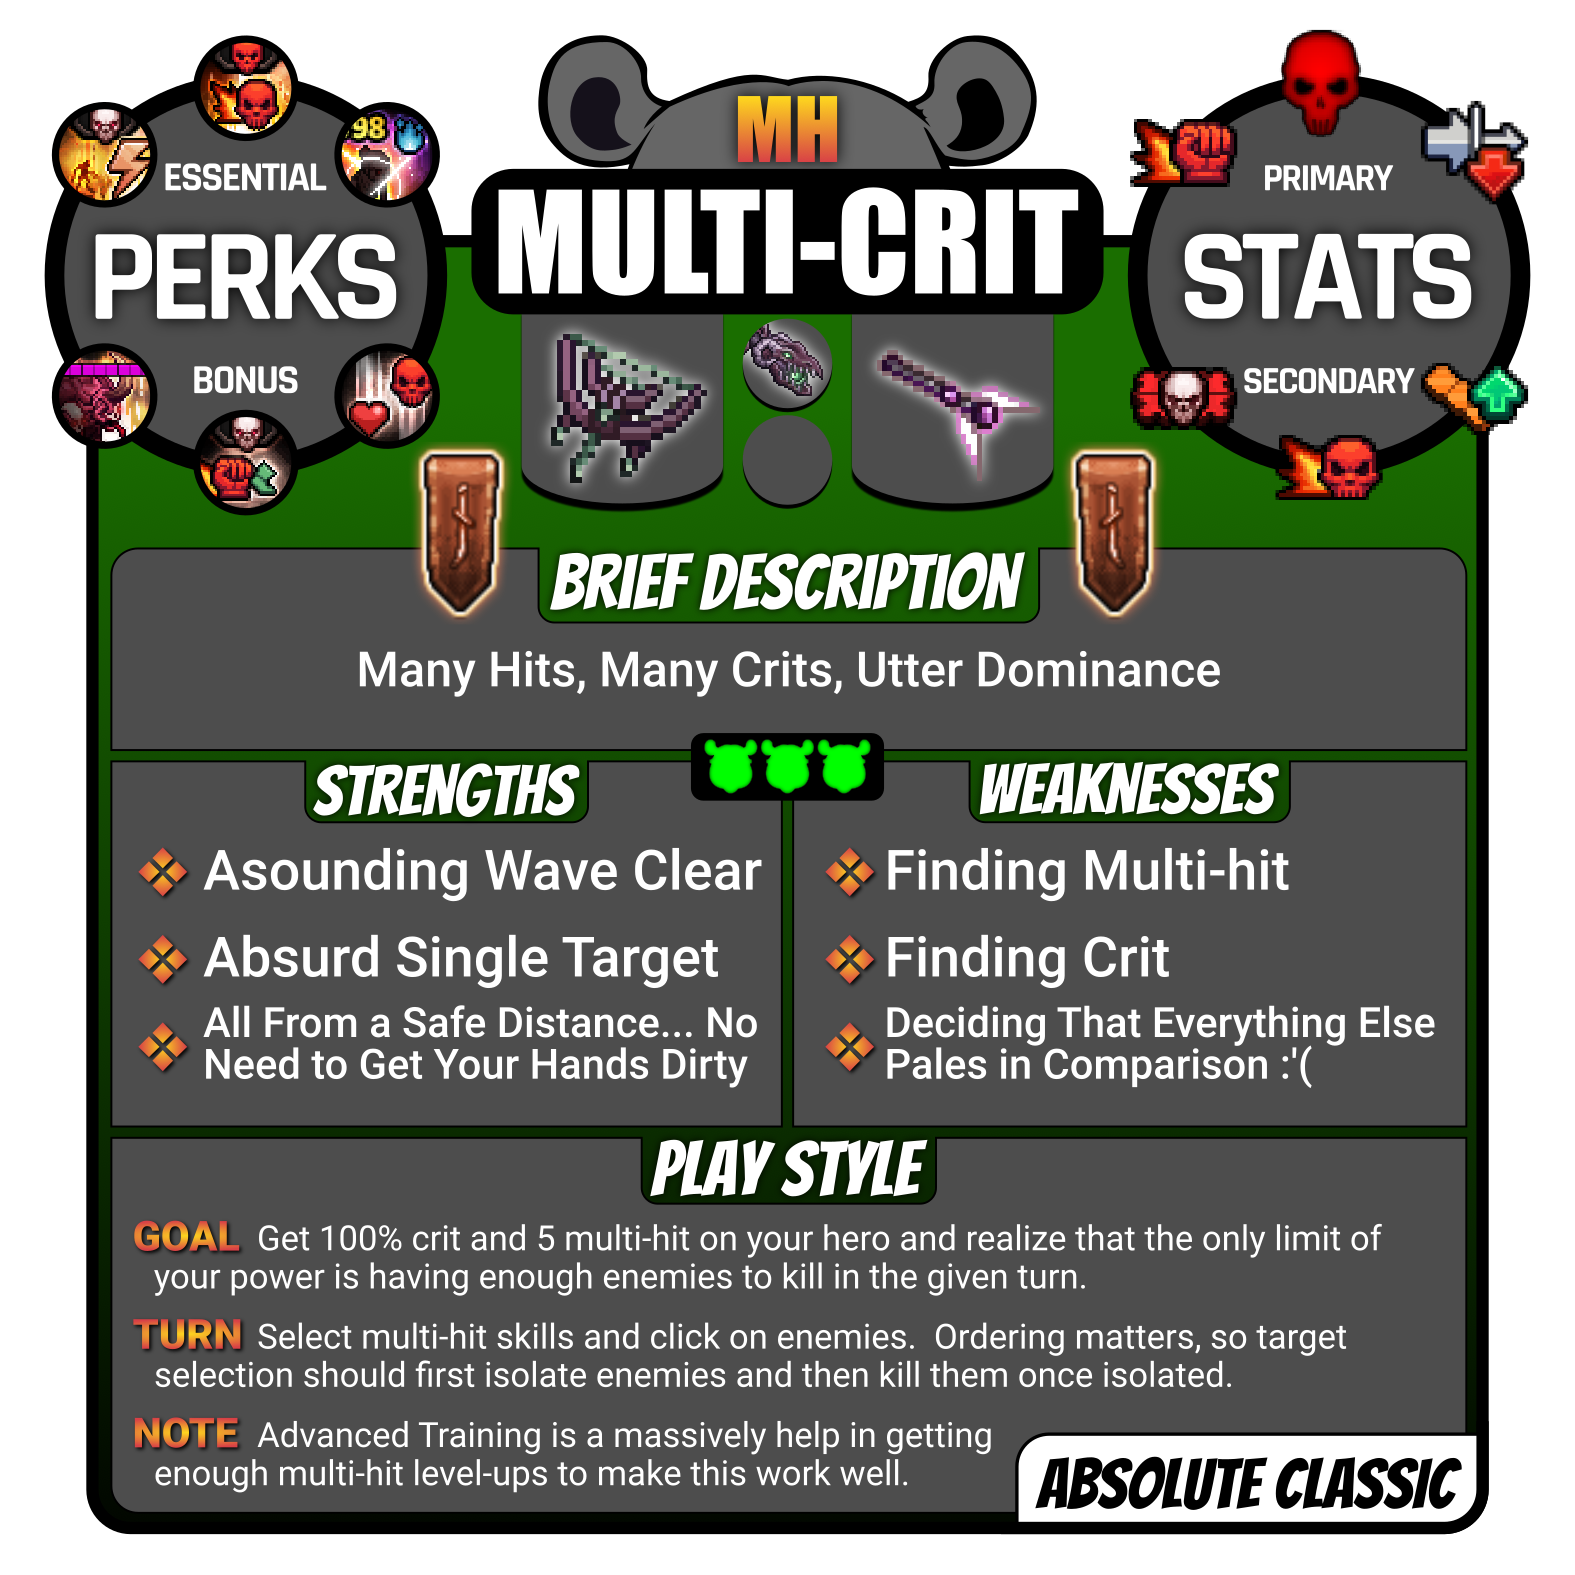 MH
MULTI-CRIT
98
ESSENTIAL
PERKS
BONUS
PRIMARY
STATS
SECONDARY
BRIEF DESCRIPTION
Many Hits, Many Crits, Utter Dominance
STRENGTHS
Asounding Wave Clear
Absurd Single Target
All From a Safe Distance... No
Need to Get Your Hands Dirty
WEAKNESSES
Finding Multi-hit
Finding Crit
Deciding That Everything Else
Pales in Comparison :'(
PLAY STYLE
GOAL Get 100% crit and 5 multi-hit on your hero and realize that the only limit of
your power is having enough enemies to kill in the given turn.
TURN Select multi-hit skills and click on enemies.  Ordering matters, so target
selection should first isolate enemies and then kill them once isolated.
NOTE Advanced Training is a massively help in getting
enough multi-hit level-ups to make this work well.
ABSOLUTE CLASSIC